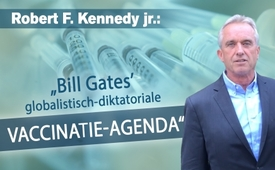 Robert F. Kennedy jr.:
„Bill Gates’
globalistisch-diktatoriale
VACCINATIE-AGENDA“